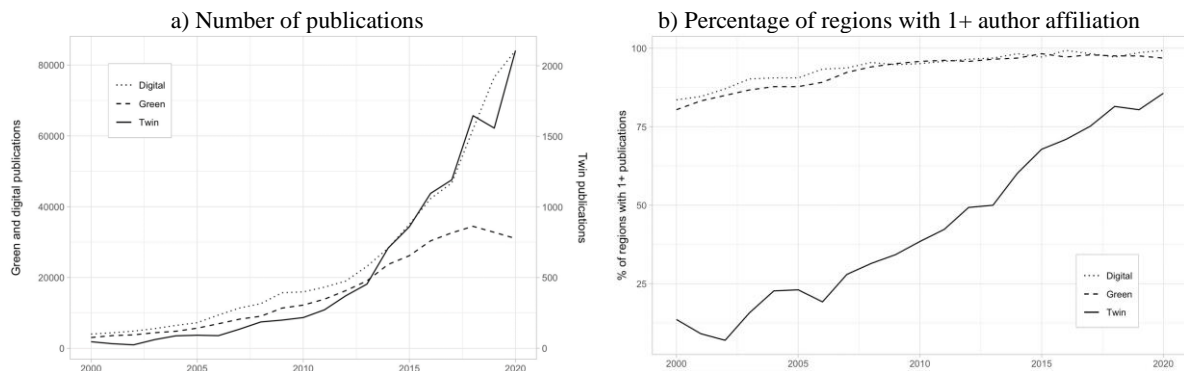 a) Number of publications
80000
60000
40000
20000
0
Green and digital publications
2000
1500
1000
500
0
Twin publications
Digital
Green
Twin
2000
2005
2010
2015
2020
b) Percentage of regions with 1+ author affiliation
100
75
50
25
% of regions with 1+ publications
Digital
Green
Twin
2000
2005
2010
2015
2020